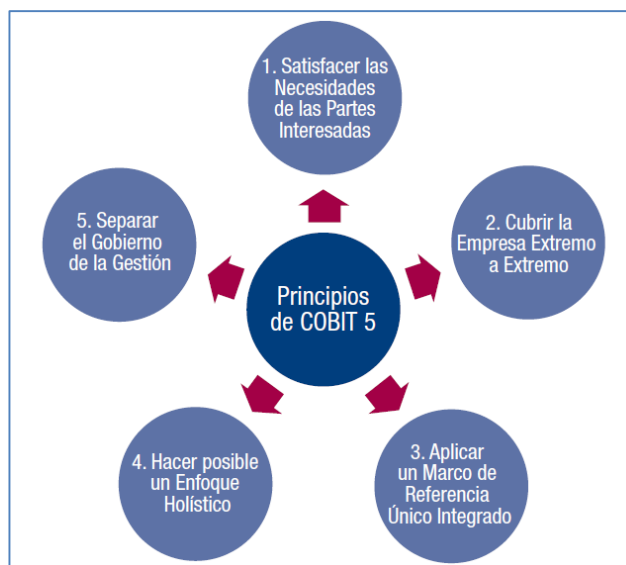 1. Satisfacer las
Necesidades
de las Partes
Interesadas
5. Separar
el Gobierno
de la Gestión
2. Cubrir la
Empresa Extremo
a Extremo
Principios
de COBIT 5
4. Hacer posible
un Enfoque
Holístico
3. Aplicar
un Marco de
Referencia
Único Integrado